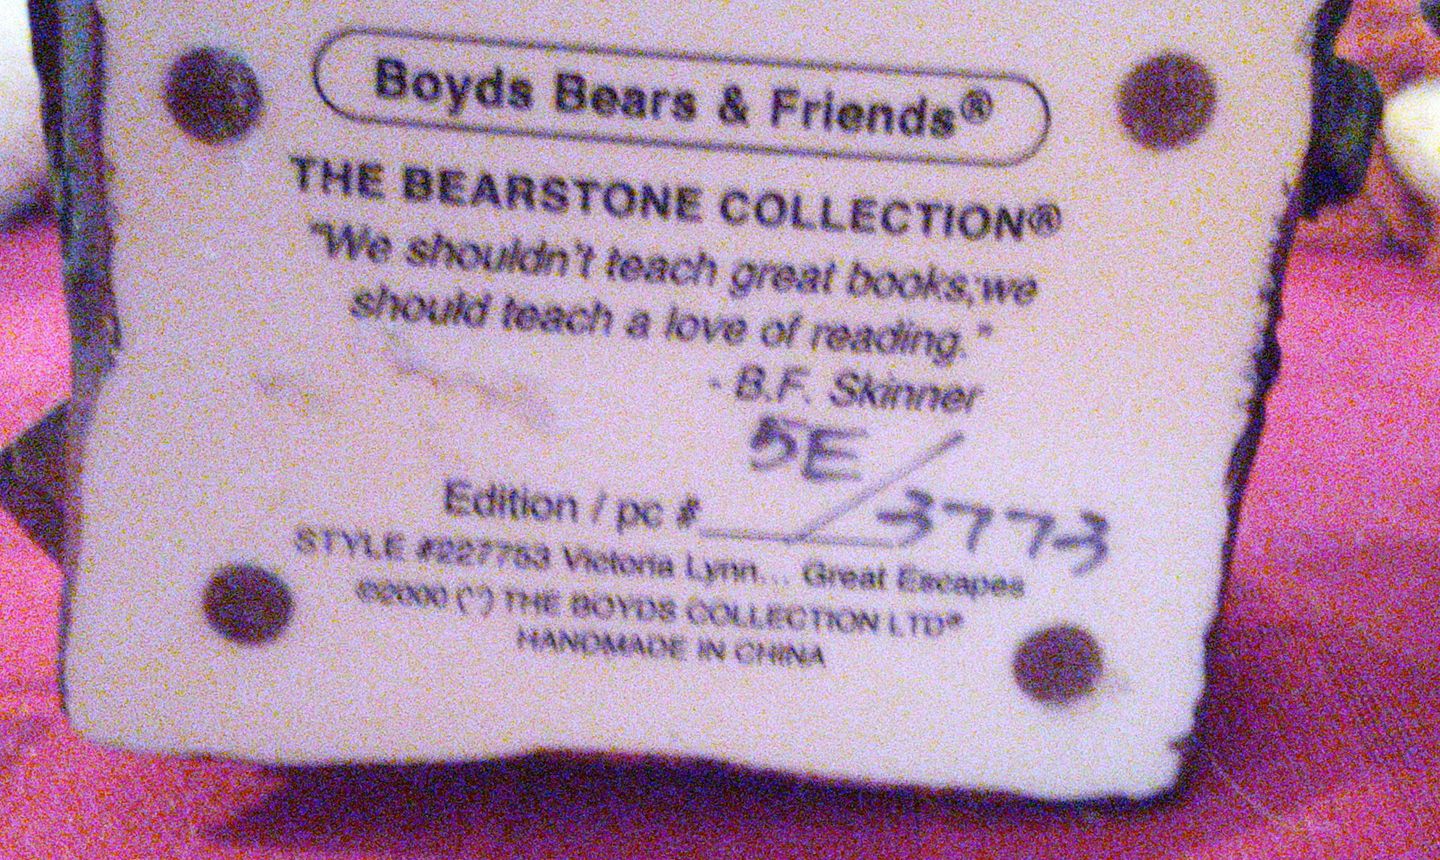 Boyds Bears & Friends®
THE BEARSTONE COLLECTION®
"We shouldn't teach great books;we
should teach a love of reading."
- B.F. Skinner
5E/3773
Edition / pc #
STYLE #227753 Victoria Lynn... Great Escapes
©2000 (*) THE BOYDS COLLECTION LTD®
HANDMADE IN CHINA